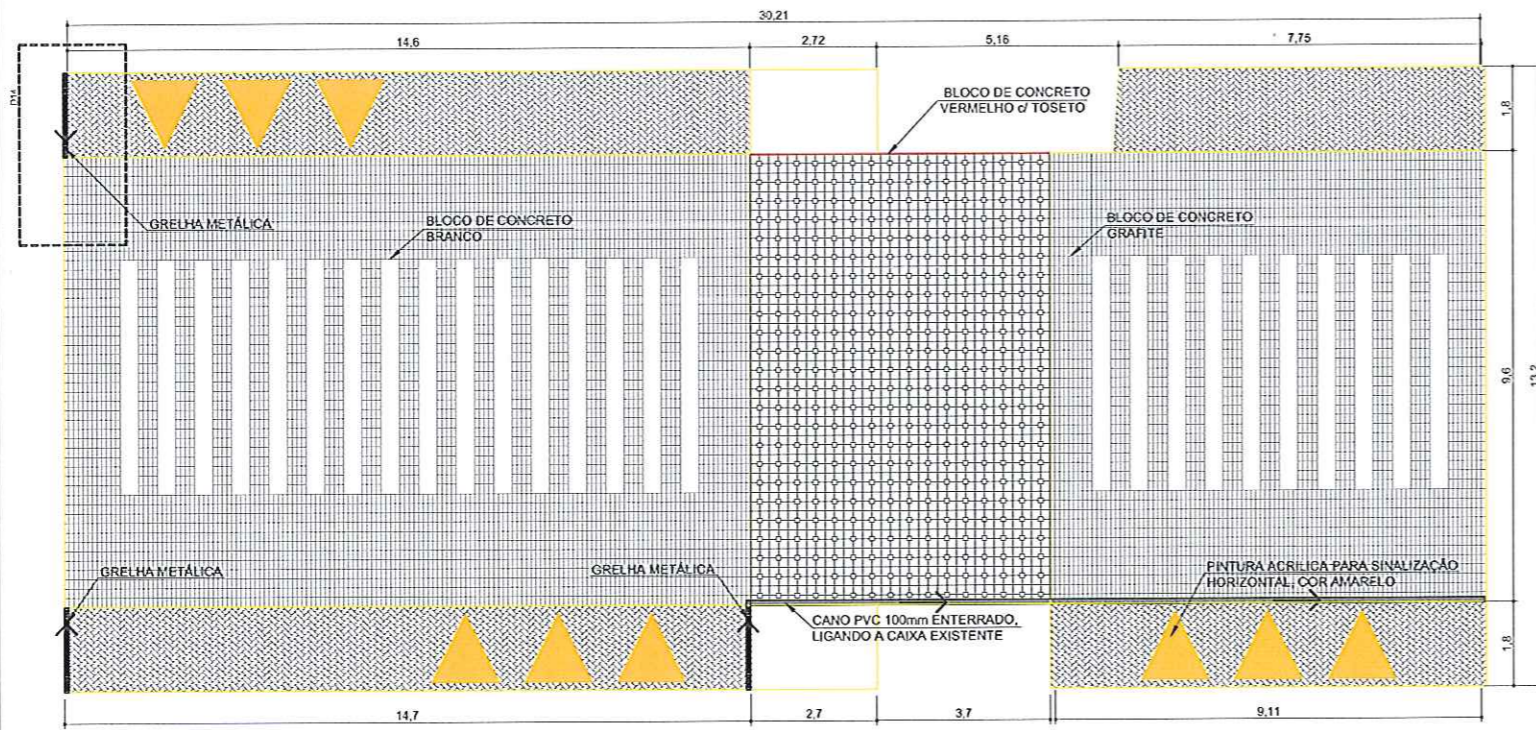 30,21
14,6
2,72
5,16
7,75
D14
BLOCO DE CONCRETO
VERMELHO c/ TOSETO
1,8
GRELHA METÁLICA
BLOCO DE CONCRETO
BRANCO
BLOCO DE CONCRETO
GRAFITE
9,6
13,2
GRELHA METÁLICA
GRELHA METÁLICA
PINTURA ACRÍLICA PARA SINALIZAÇÃO
HORIZONTAL, COR AMARELO
CANO PVC 100mm ENTERRADO,
LIGANDO A CAIXA EXISTENTE
1,8
14,7
2,7
3,7
9,11